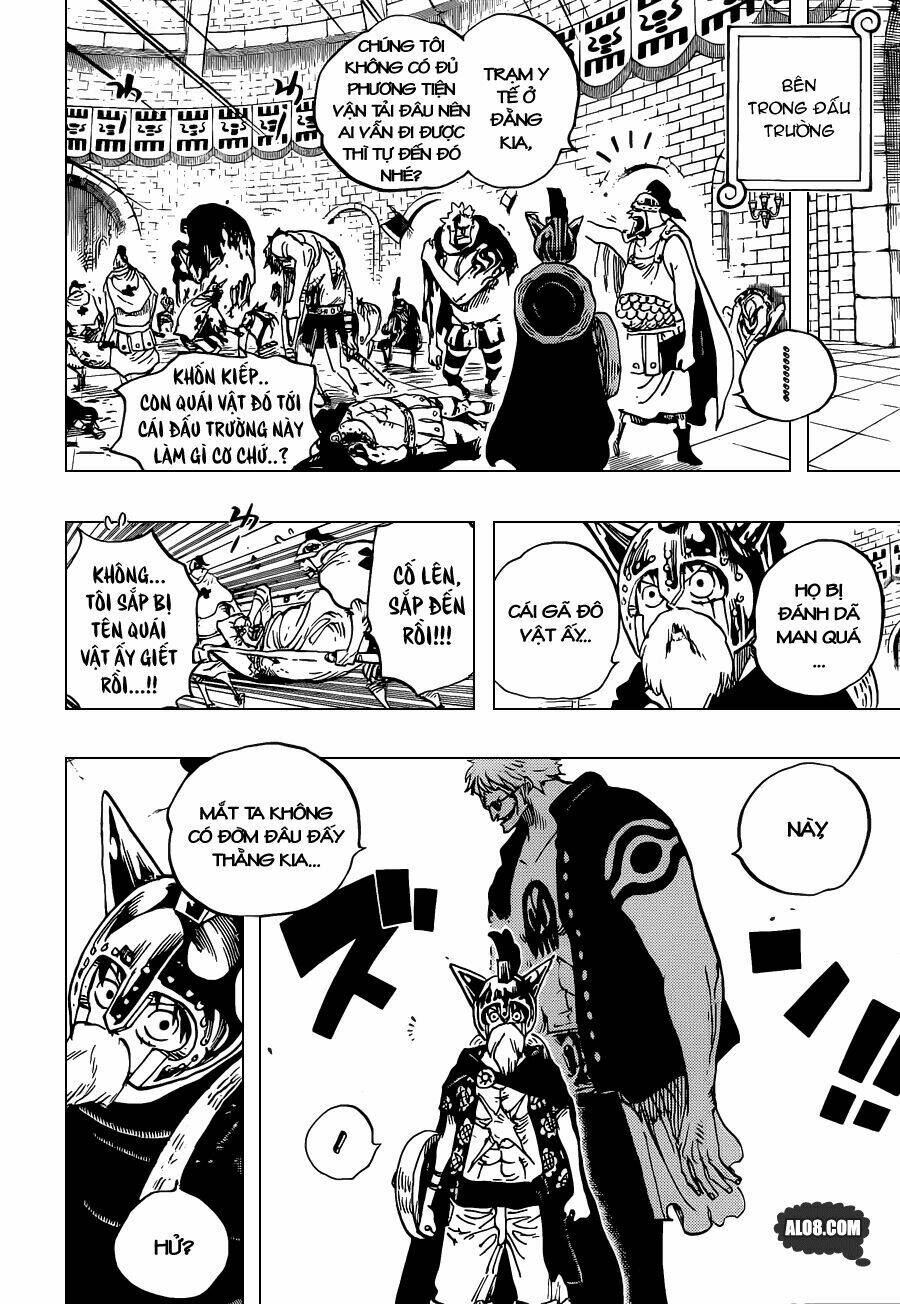 BÊN
TRONG ĐẤU
TRƯỜNG
TRẠM Y
TẾ Ở
ĐẰNG
KIA,
CHÚNG TÔI
KHÔNG CÓ ĐỦ
PHƯƠNG TIỆN
VẬN TẢI ĐÂU NÊN
AI VẪN ĐI ĐƯỢC
THÌ TỰ ĐẾN ĐÓ
NHÉ?
KHỐN KIẾP..
CON QUÁI VẬT ĐÓ TỚI
CÁI ĐẤU TRƯỜNG NÀY
LÀM GÌ CƠ CHỨ..?
HỌ BỊ
ĐÁNH DÃ
MAN QUÁ
...
CÁI GÃ ĐÔ
VẬT ẤY...
CỐ LÊN,
SẮP ĐẾN
RỒI!!!
KHÔNG...
TÔI SẮP BỊ
TÊN QUÁI
VẬT ẤY GIẾT
RỒI...!!
NÀY,
MẮT TA KHÔNG
CÓ ĐỜM ĐÂU ĐẤY
THẰNG KIA...
!!
HỬ?
ALO8.COM